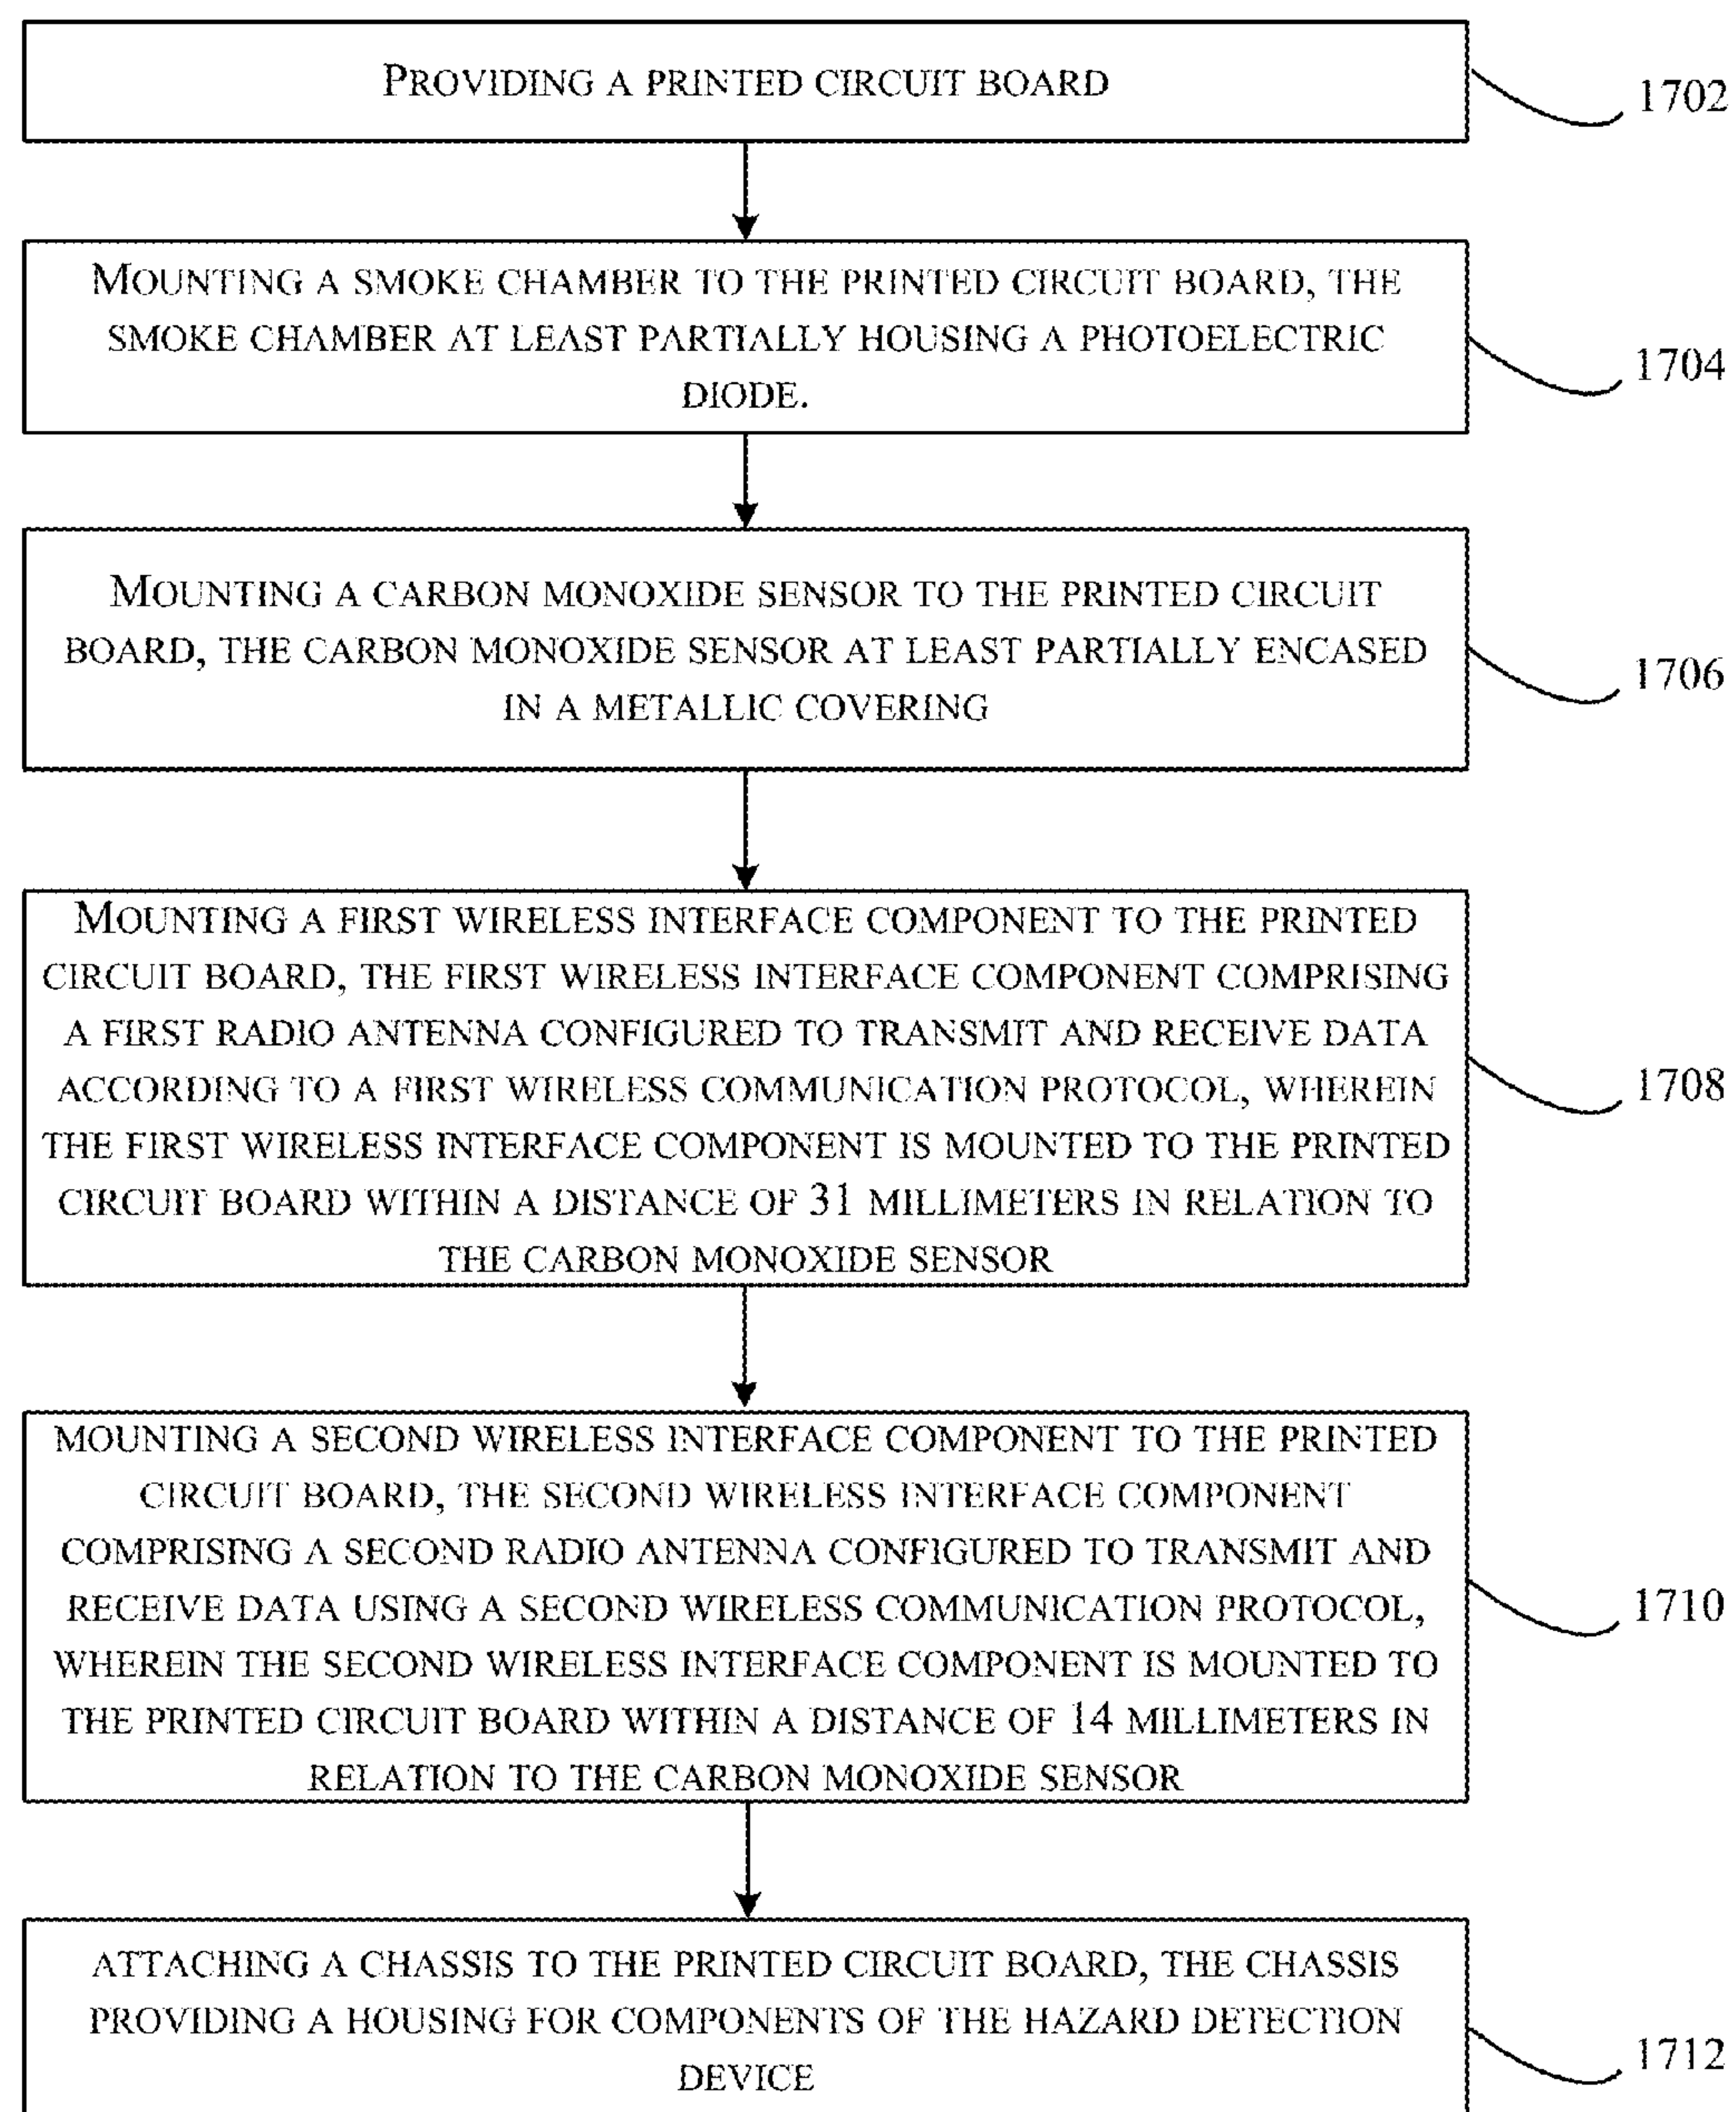 PROVIDING A PRINTED CIRCUIT BOARD
1702
MOUNTING A SMOKE CHAMBER TO THE PRINTED CIRCUIT BOARD, THE
SMOKE CHAMBER AT LEAST PARTIALLY HOUSING A PHOTOELECTRIC
DIODE.
1704
MOUNTING A CARBON MONOXIDE SENSOR TO THE PRINTED CIRCUIT
BOARD, THE CARBON MONOXIDE SENSOR AT LEAST PARTIALLY ENCASED
IN A METALLIC COVERING
1706
MOUNTING A FIRST WIRELESS INTERFACE COMPONENT TO THE PRINTED
CIRCUIT BOARD, THE FIRST WIRELESS INTERFACE COMPONENT COMPRISING
A FIRST RADIO ANTENNA CONFIGURED TO TRANSMIT AND RECEIVE DATA
ACCORDING TO A FIRST WIRELESS COMMUNICATION PROTOCOL, WHEREIN
THE FIRST WIRELESS INTERFACE COMPONENT IS MOUNTED TO THE PRINTED
CIRCUIT BOARD WITHIN A DISTANCE OF 31 MILLIMETERS IN RELATION TO
THE CARBON MONOXIDE SENSOR
1708
MOUNTING A SECOND WIRELESS INTERFACE COMPONENT TO THE PRINTED
CIRCUIT BOARD, THE SECOND WIRELESS INTERFACE COMPONENT
COMPRISING A SECOND RADIO ANTENNA CONFIGURED TO TRANSMIT AND
RECEIVE DATA USING A SECOND WIRELESS COMMUNICATION PROTOCOL,
WHEREIN THE SECOND WIRELESS INTERFACE COMPONENT IS MOUNTED TO
THE PRINTED CIRCUIT BOARD WITHIN A DISTANCE OF 14 MILLIMETERS IN
RELATION TO THE CARBON MONOXIDE SENSOR
1710
ATTACHING A CHASSIS TO THE PRINTED CIRCUIT BOARD, THE CHASSIS
PROVIDING A HOUSING FOR COMPONENTS OF THE HAZARD DETECTION
DEVICE
1712